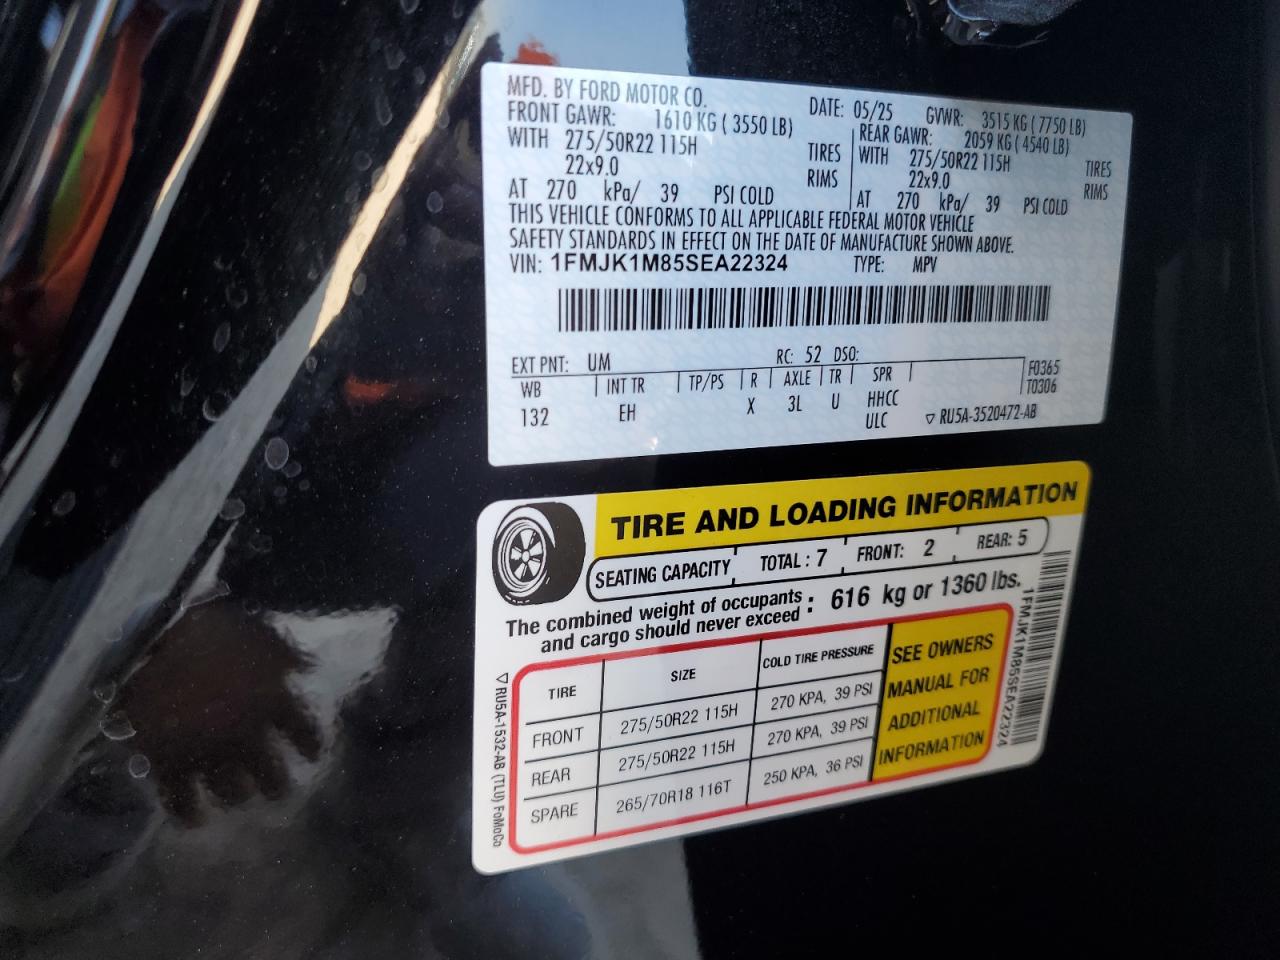 MFD. BY FORD MOTOR CO. DATE: 05/25 GVWR: 3515 KG ( 7750 LB)
FRONT GAWR: 1610 KG ( 3550 LB) REAR GAWR: 2059 KG ( 4540 LB)
WITH 275/50R22 115H TIRES WITH 275/50R22 115H TIRES
22x9.0 RIMS 22x9.0 RIMS
AT 270 kPa/ 39 PSI COLD AT 270 kPa/ 39 PSI COLD
THIS VEHICLE CONFORMS TO ALL APPLICABLE FEDERAL MOTOR VEHICLE
SAFETY STANDARDS IN EFFECT ON THE DATE OF MANUFACTURE SHOWN ABOVE.
VIN: 1FMJK1M85SEA22324 TYPE: MPV
EXT PNT: UM RC: 52 DSO:
WB INT TR TP/PS R AXLE TR SPR F0365
132 EH X 3L U HHCC T0306
ULC ▽ RU5A-3520472-AB
TIRE AND LOADING INFORMATION
SEATING CAPACITY TOTAL : 7 FRONT: 2 REAR: 5
The combined weight of occupants
and cargo should never exceed : 616 kg or 1360 lbs.
TIRE SIZE COLD TIRE PRESSURE
FRONT 275/50R22 115H 270 KPA, 39 PSI
REAR 275/50R22 115H 270 KPA, 39 PSI
SPARE 265/70R18 116T 250 KPA, 36 PSI
SEE OWNERS
MANUAL FOR
ADDITIONAL
INFORMATION
1FMJK1M85SEA22324
▽ RU5A-1532-AB (TLU) FoMoCo